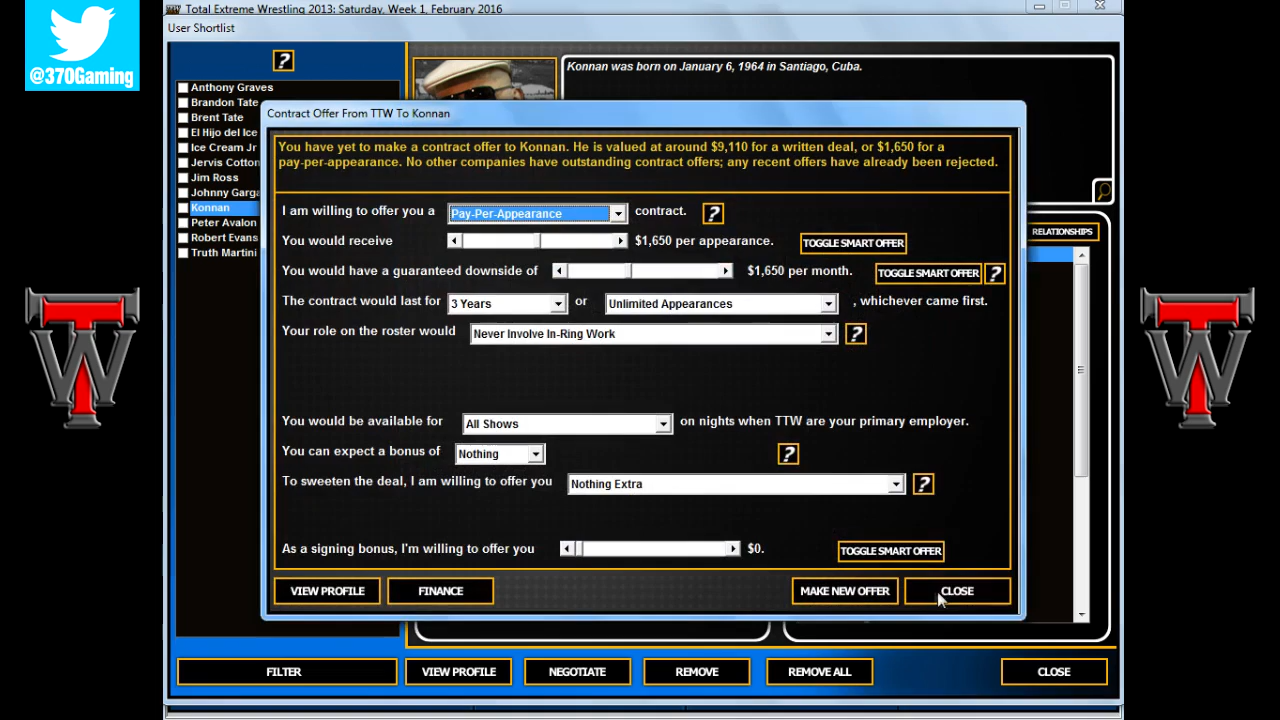 Total Extreme Wrestling 2013: Saturday, Week 1, February 2016
User Shortlist
@370Gaming
?
Anthony Graves
Brandon Tate
Brent Tate
El Hijo del Ice
Ice Cream Jr
Jervis Cotton
Jim Ross
Johnny Garga
Konnan
Peter Avalon
Robert Evans
Truth Martini
Konnan was born on January 6, 1964 in Santiago, Cuba.
RELATIONSHIPS
Contract Offer From TTW To Konnan
You have yet to make a contract offer to Konnan. He is valued at around $9,110 for a written deal, or $1,650 for a
pay-per-appearance. No other companies have outstanding contract offers; any recent offers have already been rejected.
I am willing to offer you a Pay-Per-Appearance contract. ?
You would receive $1,650 per appearance. TOGGLE SMART OFFER
You would have a guaranteed downside of $1,650 per month. TOGGLE SMART OFFER ?
The contract would last for 3 Years or Unlimited Appearances , whichever came first.
Your role on the roster would Never Involve In-Ring Work ?
You would be available for All Shows on nights when TTW are your primary employer.
You can expect a bonus of Nothing ?
To sweeten the deal, I am willing to offer you Nothing Extra ?
As a signing bonus, I'm willing to offer you $0. TOGGLE SMART OFFER
VIEW PROFILE FINANCE MAKE NEW OFFER CLOSE
FILTER VIEW PROFILE NEGOTIATE REMOVE REMOVE ALL CLOSE
TW
TW